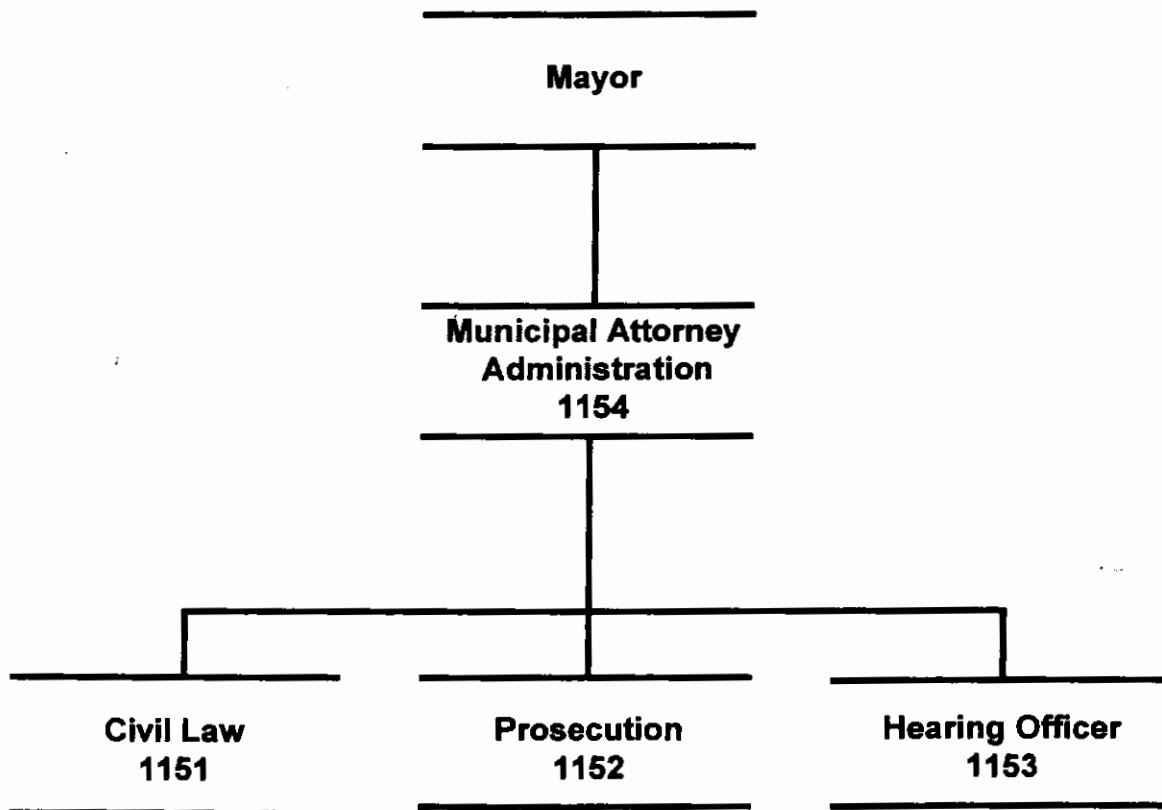 Mayor
Municipal Attorney
Administration
1154
Civil Law
1151
Prosecution
1152
Hearing Officer
1153